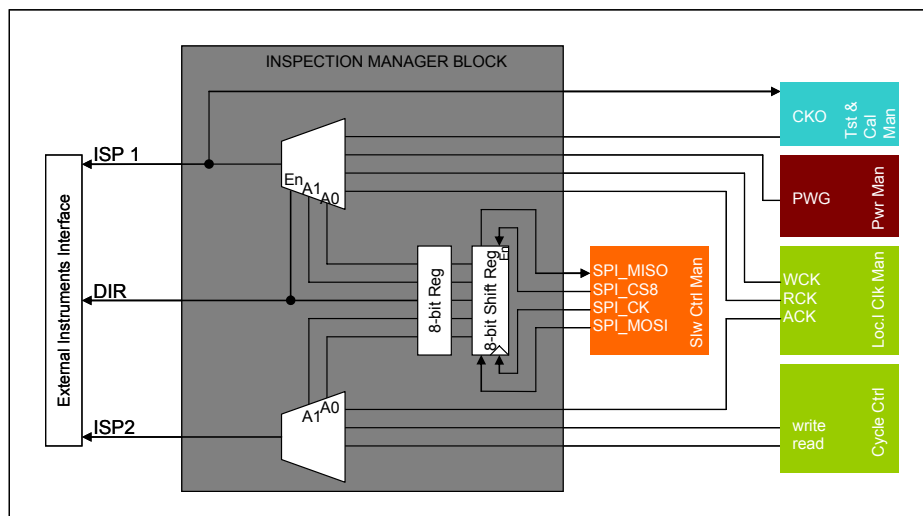 INSPECTION MANAGER BLOCK
CKO
Tst &
Cal
Man
ISP 1
En
A1
A0
PWG
Pwr Man
External Instruments Interface
DIR
8-bit Reg
8-bit Shift Reg
En
SPI_MISO
SPI_CS8
SPI_CK
SPI_MOSI
Slw Ctrl Man
WCK
RCK
ACK
Loc.l Clk Man
ISP2
A1
A0
write
read
Cycle Ctrl